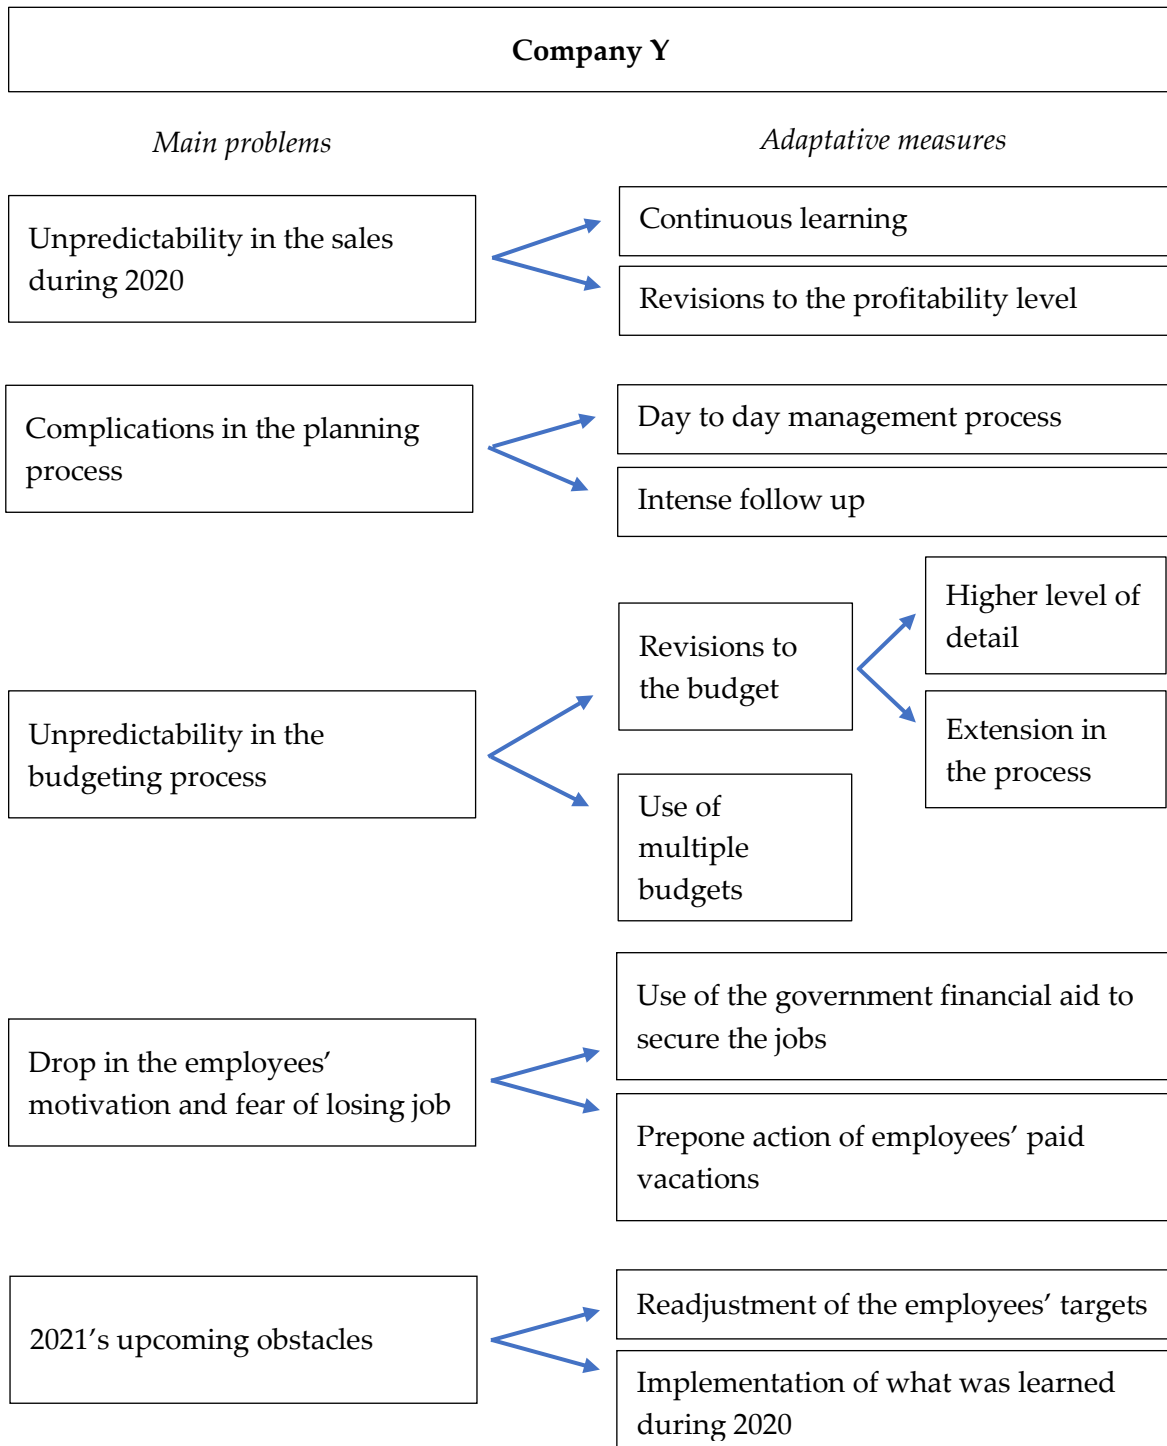 Company Y
Main problems
Adaptative measures
Unpredictability in the sales
during 2020
Continuous learning
Revisions to the profitability level
Complications in the planning
process
Day to day management process
Intense follow up
Unpredictability in the
budgeting process
Revisions to
the budget
Higher level of
detail
Extension in
the process
Use of
multiple
budgets
Drop in the employees’
motivation and fear of losing job
Use of the government financial aid to
secure the jobs
Prepone action of employees’ paid
vacations
2021’s upcoming obstacles
Readjustment of the employees’ targets
Implementation of what was learned
during 2020